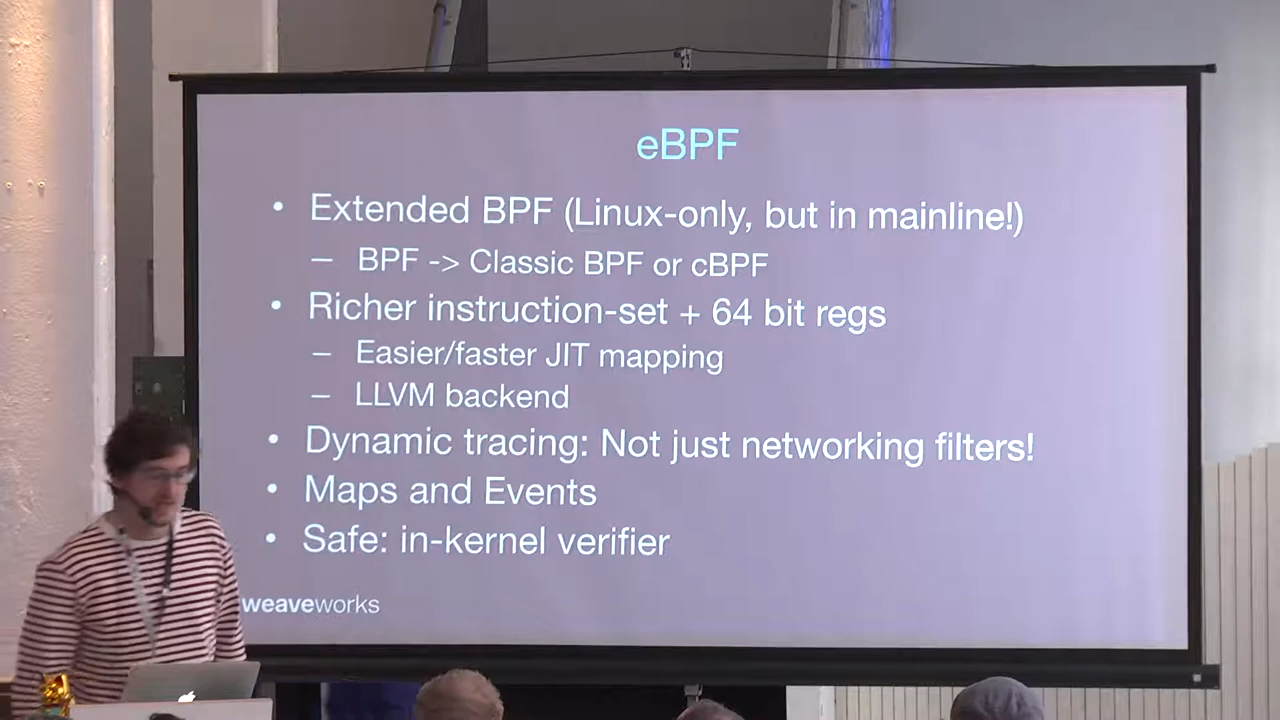 eBPF
• Extended BPF (Linux-only, but in mainline!)
– BPF -> Classic BPF or cBPF
• Richer instruction-set + 64 bit regs
– Easier/faster JIT mapping
– LLVM backend
• Dynamic tracing: Not just networking filters!
• Maps and Events
• Safe: in-kernel verifier
weaveworks